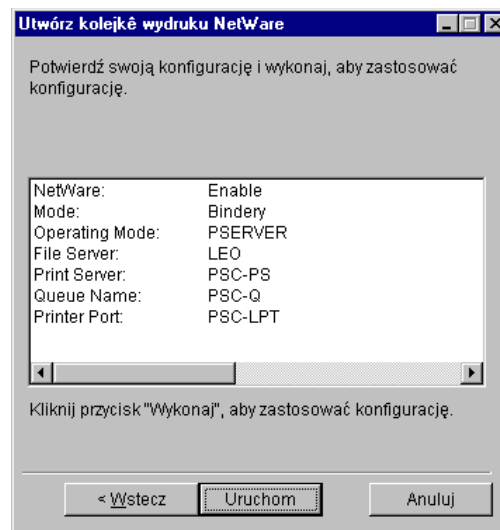 Utwórz kolejkê wydruku NetWare
Potwierdź swoją konfigurację i wykonaj, aby zastosować
konfigurację.
NetWare: Enable
Mode: Bindery
Operating Mode: PSERVER
File Server: LEO
Print Server: PSC-PS
Queue Name: PSC-Q
Printer Port: PSC-LPT
Kliknij przycisk "Wykonaj", aby zastosować konfigurację.
< Wstecz Uruchom Anuluj